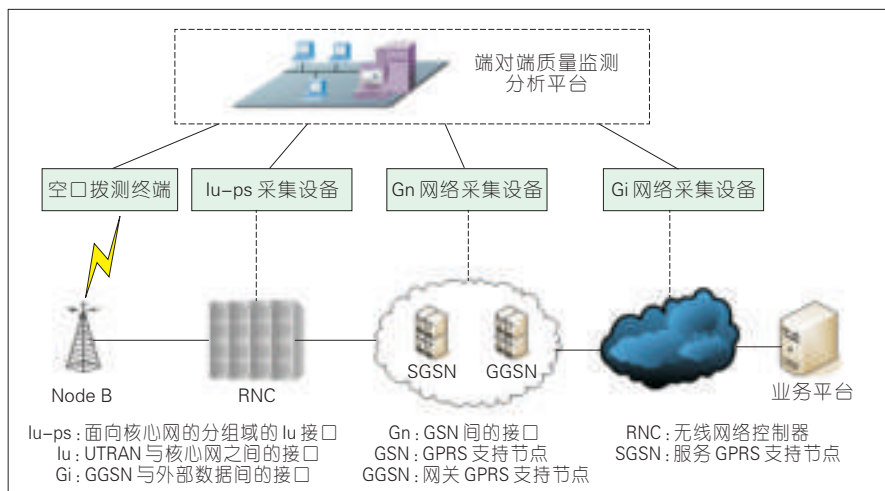 端对端质量监测
分析平台
空口拨测终端
Iu-ps 采集设备
Gn 网络采集设备
Gi 网络采集设备
SGSN
GGSN
Node B
RNC
业务平台
Iu-ps：面向核心网的分组域的 Iu 接口
Iu：UTRAN 与核心网之间的接口
Gi：GGSN 与外部数据间的接口
Gn：GSN 间的接口
GSN：GPRS 支持节点
GGSN：网关 GPRS 支持节点
RNC：无线网络控制器
SGSN：服务 GPRS 支持节点